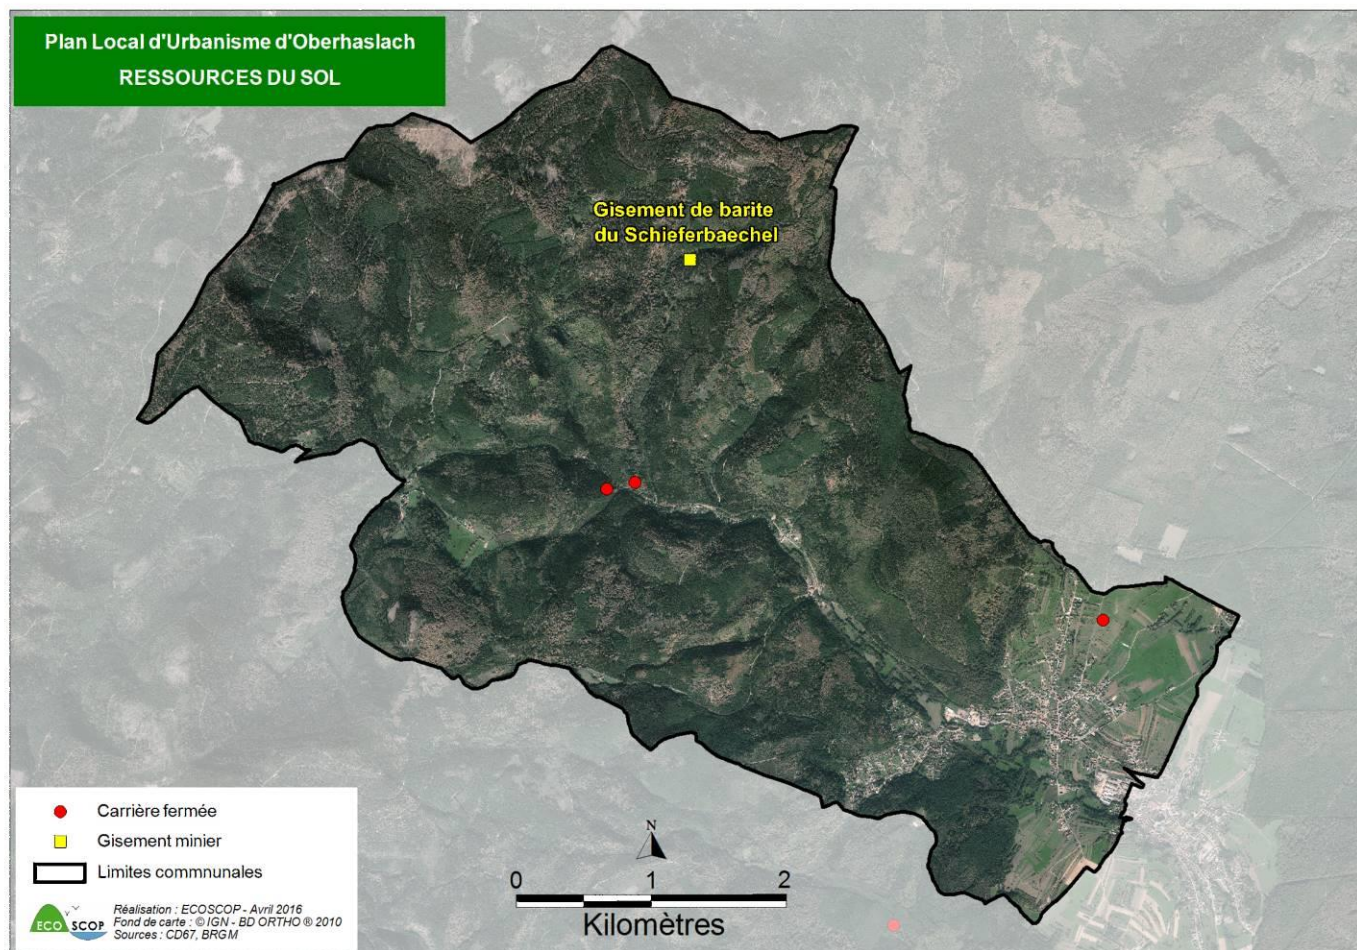 Plan Local d'Urbanisme d'Oberhaslach
RESSOURCES DU SOL
Gisement de barite
du Schieferbaechel
Carrière fermée
Gisement minier
Limites commnunales
ECO SCOP
Réalisation : ECOSCOP - Avril 2016
Fond de carte : © IGN - BD ORTHO ® 2010
Sources : CD67, BRGM
N
0 1 2
Kilomètres